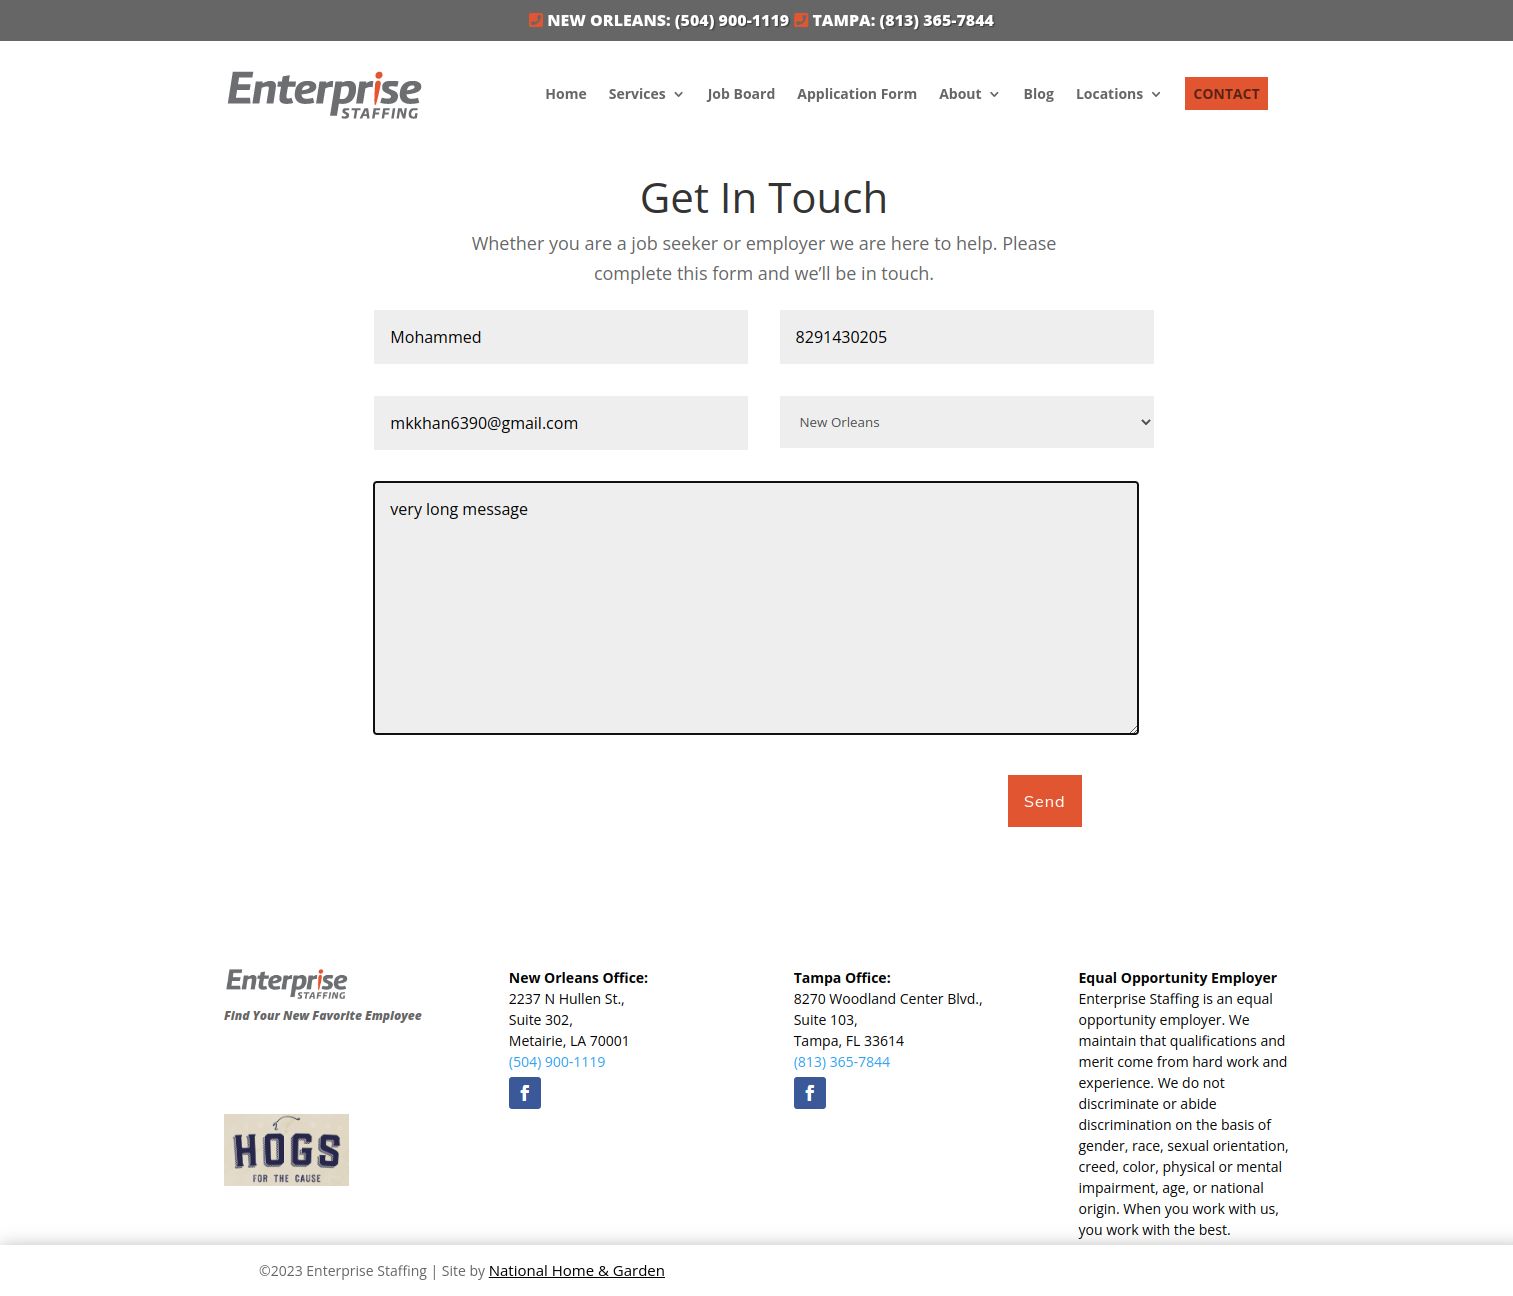 NEW ORLEANS: (504) 900-1119 TAMPA: (813) 365-7844
Enterprise
STAFFING
Home Services Job Board Application Form About Blog Locations CONTACT
Get In Touch
Whether you are a job seeker or employer we are here to help. Please
complete this form and we’ll be in touch.
Mohammed 8291430205
mkkhan6390@gmail.com New Orleans
very long message
Send
Enterprise
STAFFING
Find Your New Favorite Employee
HOGS
FOR THE CAUSE
New Orleans Office:
2237 N Hullen St.,
Suite 302,
Metairie, LA 70001
(504) 900-1119
f
Tampa Office:
8270 Woodland Center Blvd.,
Suite 103,
Tampa, FL 33614
(813) 365-7844
f
Equal Opportunity Employer
Enterprise Staffing is an equal
opportunity employer. We
maintain that qualifications and
merit come from hard work and
experience. We do not
discriminate or abide
discrimination on the basis of
gender, race, sexual orientation,
creed, color, physical or mental
impairment, age, or national
origin. When you work with us,
you work with the best.
©2023 Enterprise Staffing | Site by National Home & Garden